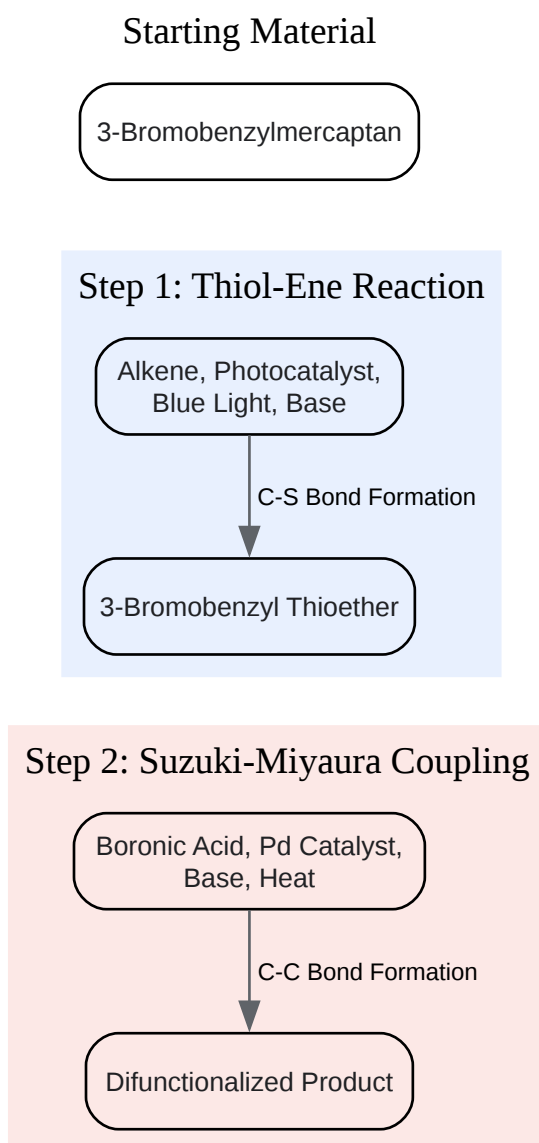 Starting Material
3-Bromobenzylmercaptan
Step 1: Thiol-Ene Reaction
Alkene, Photocatalyst,
Blue Light, Base
C-S Bond Formation
3-Bromobenzyl Thioether
Step 2: Suzuki-Miyaura Coupling
Boronic Acid, Pd Catalyst,
Base, Heat
C-C Bond Formation
Difunctionalized Product